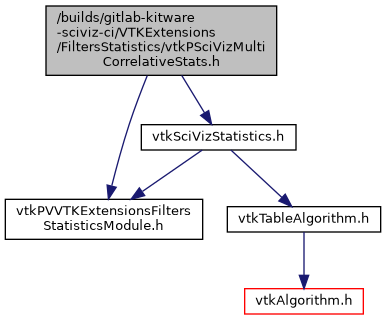 /builds/gitlab-kitware
-sciviz-ci/VTKExtensions
/FiltersStatistics/vtkPSciVizMulti
CorrelativeStats.h
vtkSciVizStatistics.h
vtkPVVTKExtensionsFilters
StatisticsModule.h
vtkTableAlgorithm.h
vtkAlgorithm.h